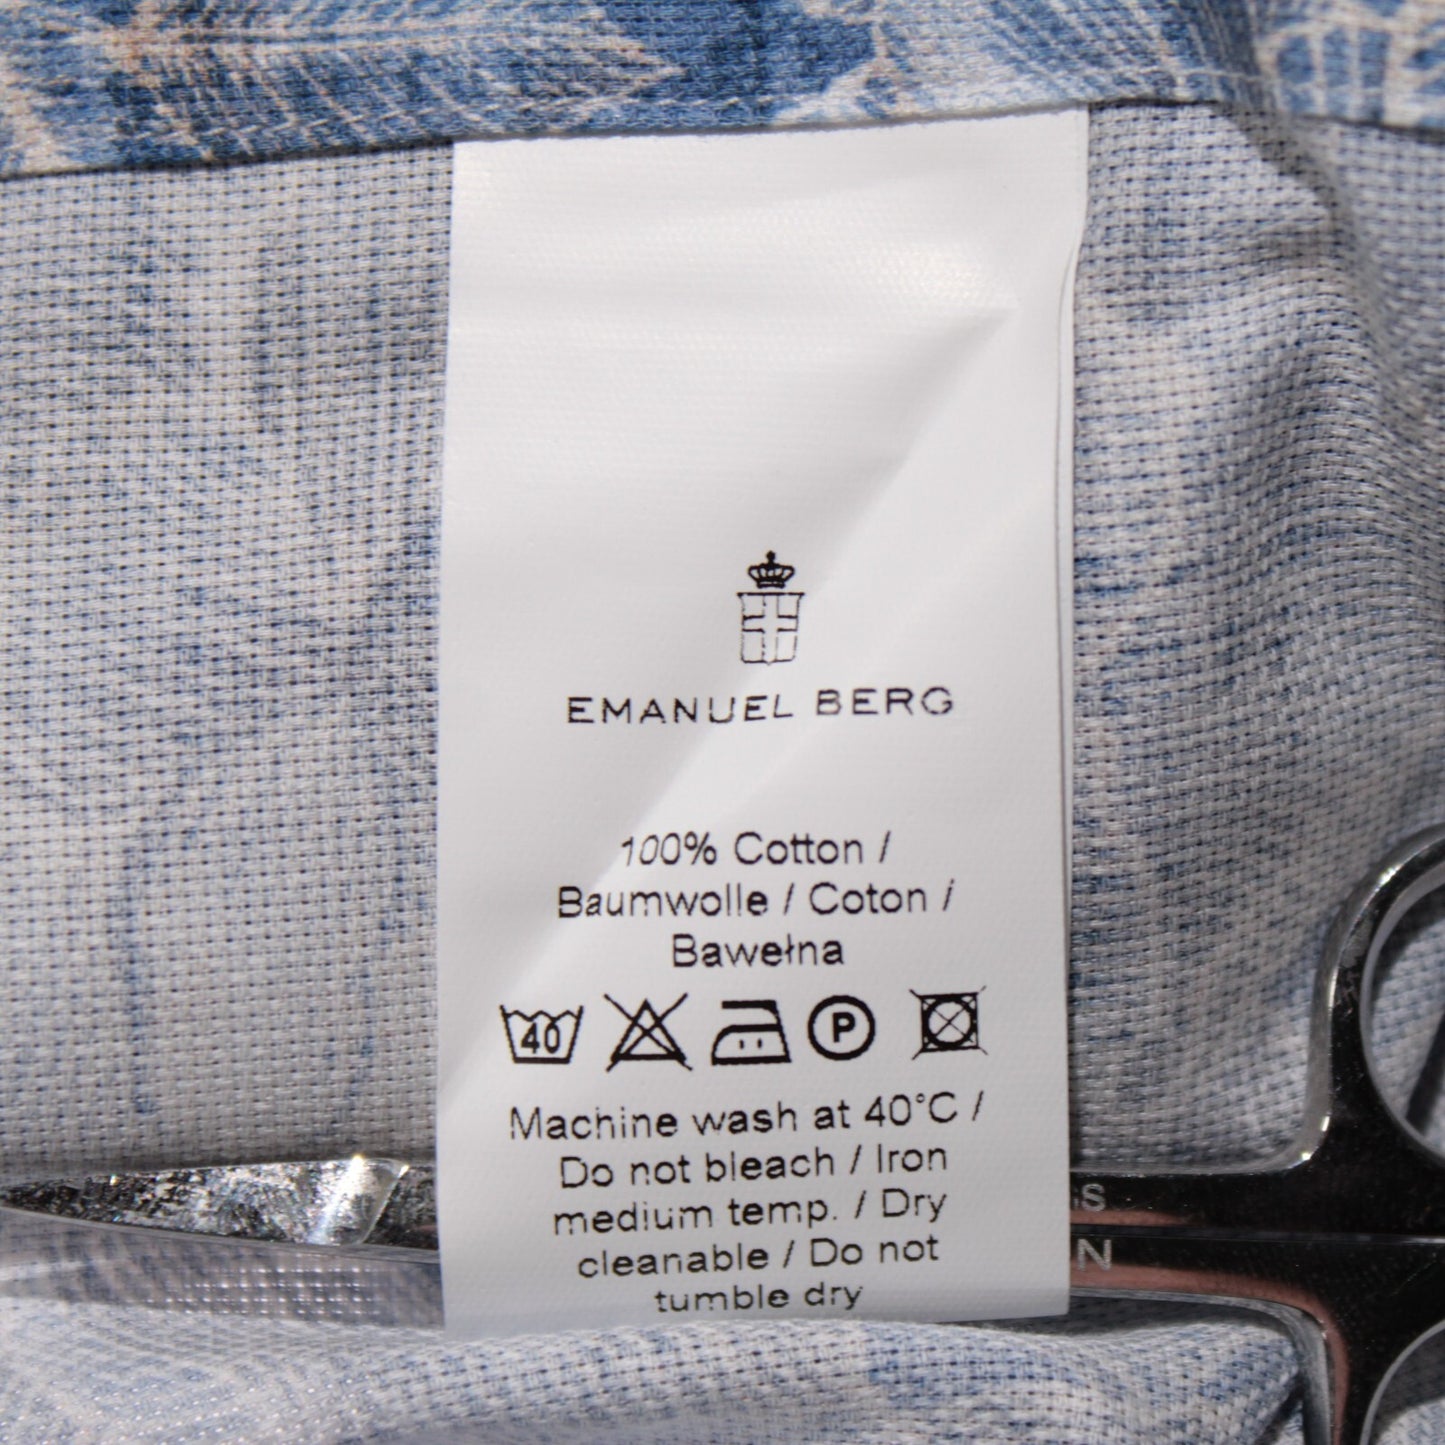 EMANUEL BERG
100% Cotton /
Baumwolle / Coton /
Bawełna
40 P
Machine wash at 40°C /
Do not bleach / Iron
medium temp. / Dry
cleanable / Do not
tumble dry